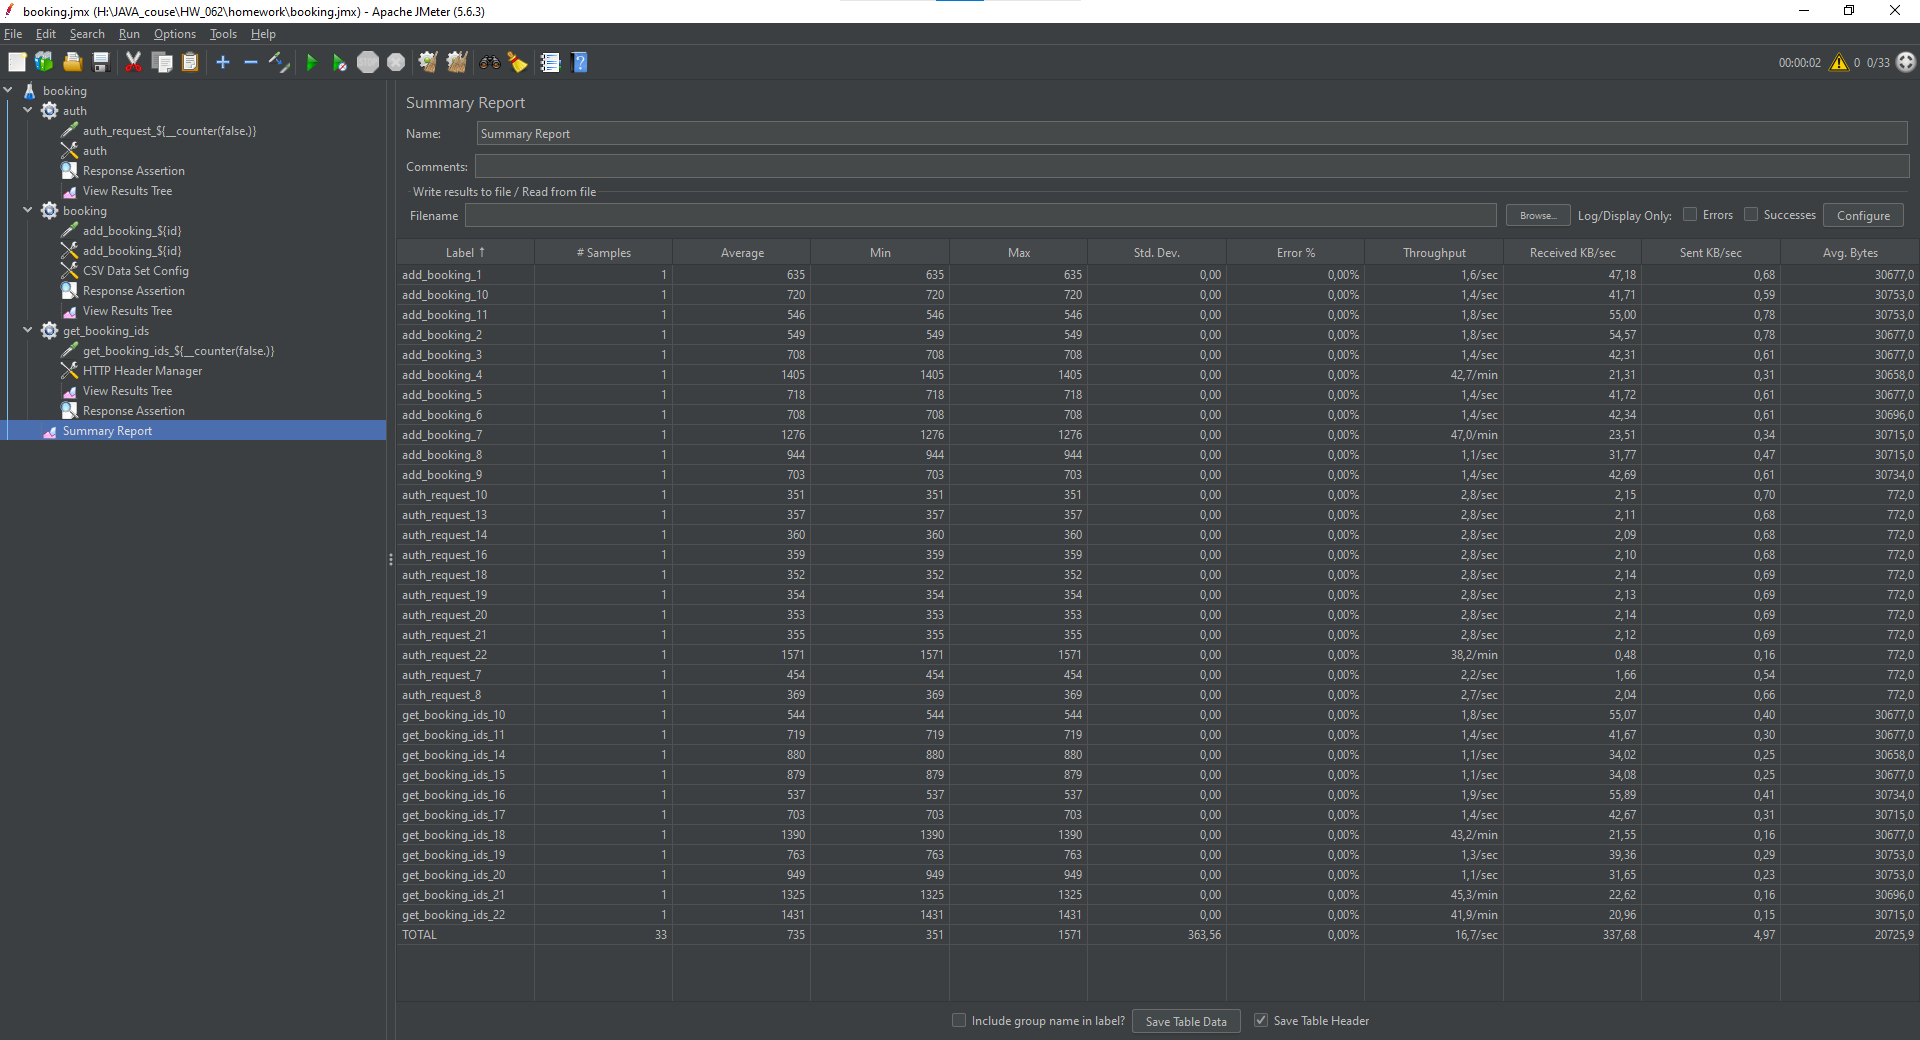 booking.jmx (H:\JAVA_couse\HW_062\homework\booking.jmx) - Apache JMeter (5.6.3)
File Edit Search Run Options Tools Help
00:00:02 0 0/33
booking
auth
auth_request_${__counter(false.)}
auth
Response Assertion
View Results Tree
booking
add_booking_${id}
add_booking_${id}
CSV Data Set Config
Response Assertion
View Results Tree
get_booking_ids
get_booking_ids_${__counter(false.)}
HTTP Header Manager
View Results Tree
Response Assertion
Summary Report
Summary Report
Name: Summary Report
Comments:
Write results to file / Read from file
Filename Browse... Log/Display Only: Errors Successes Configure
Label ↑ # Samples Average Min Max Std. Dev. Error % Throughput Received KB/sec Sent KB/sec Avg. Bytes
add_booking_1 1 635 635 635 0,00 0,00% 1,6/sec 47,18 0,68 30677,0
add_booking_10 1 720 720 720 0,00 0,00% 1,4/sec 41,71 0,59 30753,0
add_booking_11 1 546 546 546 0,00 0,00% 1,8/sec 55,00 0,78 30753,0
add_booking_2 1 549 549 549 0,00 0,00% 1,8/sec 54,57 0,78 30677,0
add_booking_3 1 708 708 708 0,00 0,00% 1,4/sec 42,31 0,61 30677,0
add_booking_4 1 1405 1405 1405 0,00 0,00% 42,7/min 21,31 0,31 30658,0
add_booking_5 1 718 718 718 0,00 0,00% 1,4/sec 41,72 0,61 30677,0
add_booking_6 1 708 708 708 0,00 0,00% 1,4/sec 42,34 0,61 30696,0
add_booking_7 1 1276 1276 1276 0,00 0,00% 47,0/min 23,51 0,34 30715,0
add_booking_8 1 944 944 944 0,00 0,00% 1,1/sec 31,77 0,47 30715,0
add_booking_9 1 703 703 703 0,00 0,00% 1,4/sec 42,69 0,61 30734,0
auth_request_10 1 351 351 351 0,00 0,00% 2,8/sec 2,15 0,70 772,0
auth_request_13 1 357 357 357 0,00 0,00% 2,8/sec 2,11 0,68 772,0
auth_request_14 1 360 360 360 0,00 0,00% 2,8/sec 2,09 0,68 772,0
auth_request_16 1 359 359 359 0,00 0,00% 2,8/sec 2,10 0,68 772,0
auth_request_18 1 352 352 352 0,00 0,00% 2,8/sec 2,14 0,69 772,0
auth_request_19 1 354 354 354 0,00 0,00% 2,8/sec 2,13 0,69 772,0
auth_request_20 1 353 353 353 0,00 0,00% 2,8/sec 2,14 0,69 772,0
auth_request_21 1 355 355 355 0,00 0,00% 2,8/sec 2,12 0,69 772,0
auth_request_22 1 1571 1571 1571 0,00 0,00% 38,2/min 0,48 0,16 772,0
auth_request_7 1 454 454 454 0,00 0,00% 2,2/sec 1,66 0,54 772,0
auth_request_8 1 369 369 369 0,00 0,00% 2,7/sec 2,04 0,66 772,0
get_booking_ids_10 1 544 544 544 0,00 0,00% 1,8/sec 55,07 0,40 30677,0
get_booking_ids_11 1 719 719 719 0,00 0,00% 1,4/sec 41,67 0,30 30677,0
get_booking_ids_14 1 880 880 880 0,00 0,00% 1,1/sec 34,02 0,25 30658,0
get_booking_ids_15 1 879 879 879 0,00 0,00% 1,1/sec 34,08 0,25 30677,0
get_booking_ids_16 1 537 537 537 0,00 0,00% 1,9/sec 55,89 0,41 30734,0
get_booking_ids_17 1 703 703 703 0,00 0,00% 1,4/sec 42,67 0,31 30715,0
get_booking_ids_18 1 1390 1390 1390 0,00 0,00% 43,2/min 21,55 0,16 30677,0
get_booking_ids_19 1 763 763 763 0,00 0,00% 1,3/sec 39,36 0,29 30753,0
get_booking_ids_20 1 949 949 949 0,00 0,00% 1,1/sec 31,65 0,23 30753,0
get_booking_ids_21 1 1325 1325 1325 0,00 0,00% 45,3/min 22,62 0,16 30696,0
get_booking_ids_22 1 1431 1431 1431 0,00 0,00% 41,9/min 20,96 0,15 30715,0
TOTAL 33 735 351 1571 363,56 0,00% 16,7/sec 337,68 4,97 20725,9
Include group name in label? Save Table Data Save Table Header